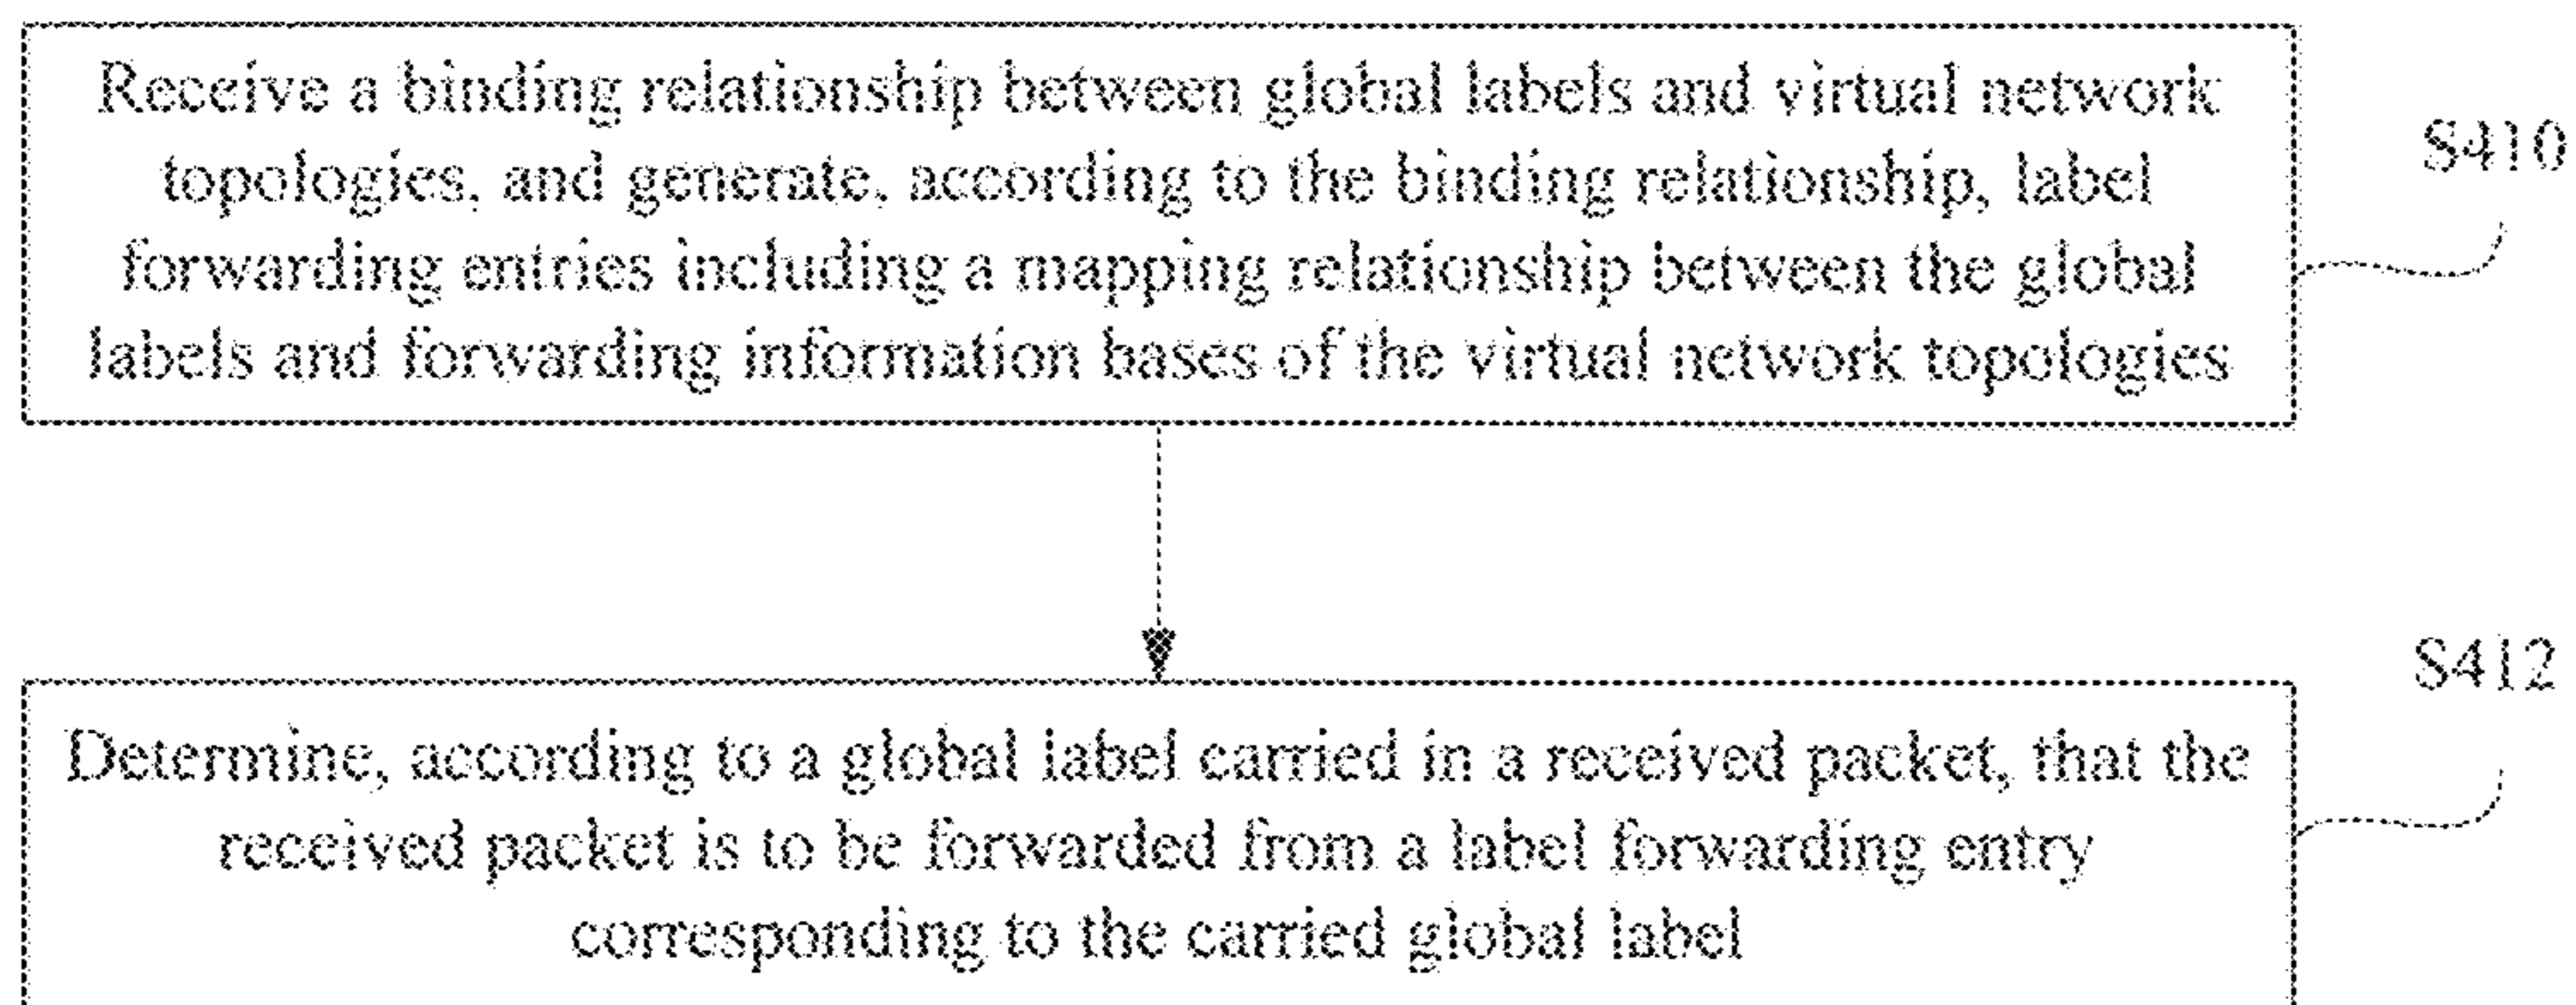 Receive a binding relationship between global labels and virtual network
topologies, and generate, according to the binding relationship, label
forwarding entries including a mapping relationship between the global
labels and forwarding information bases of the virtual network topologies
S410
Determine, according to a global label carried in a received packet, that the
received packet is to be forwarded from a label forwarding entry
corresponding to the carried global label
S412